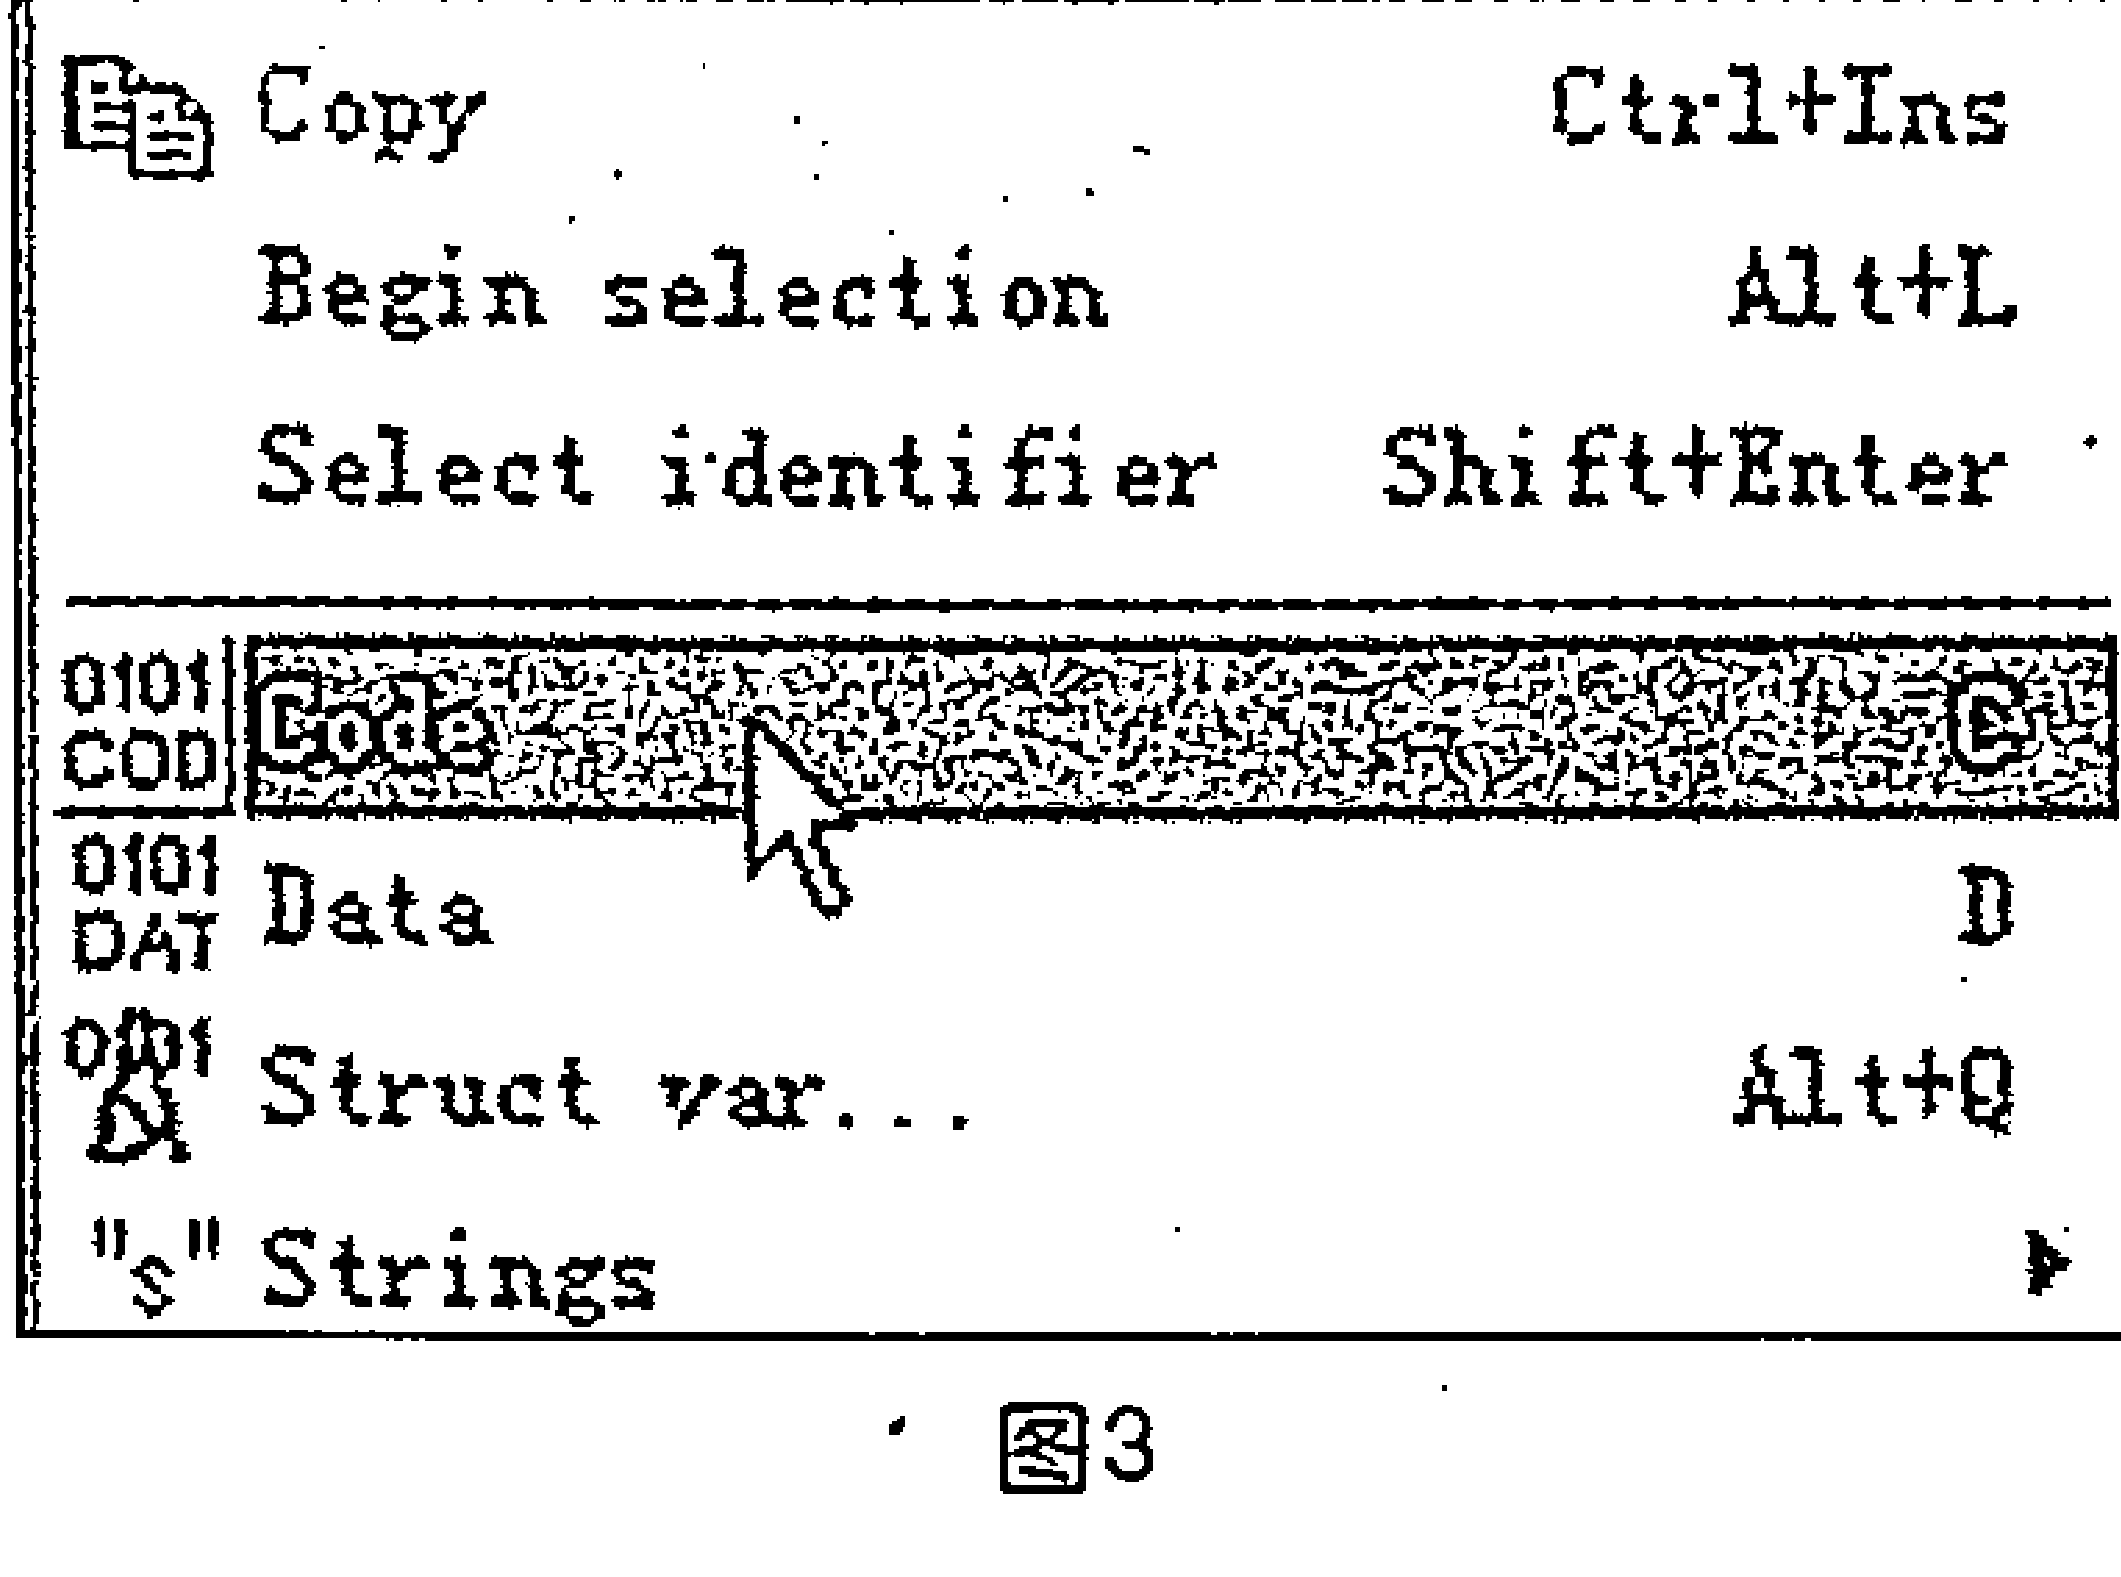 Copy Ctrl+Ins
Begin selection Alt+L
Select identifier Shift+Enter
0101 COD Code C
0101 DAT Data D
0101 Struct var... Alt+Q
"s" Strings
图3